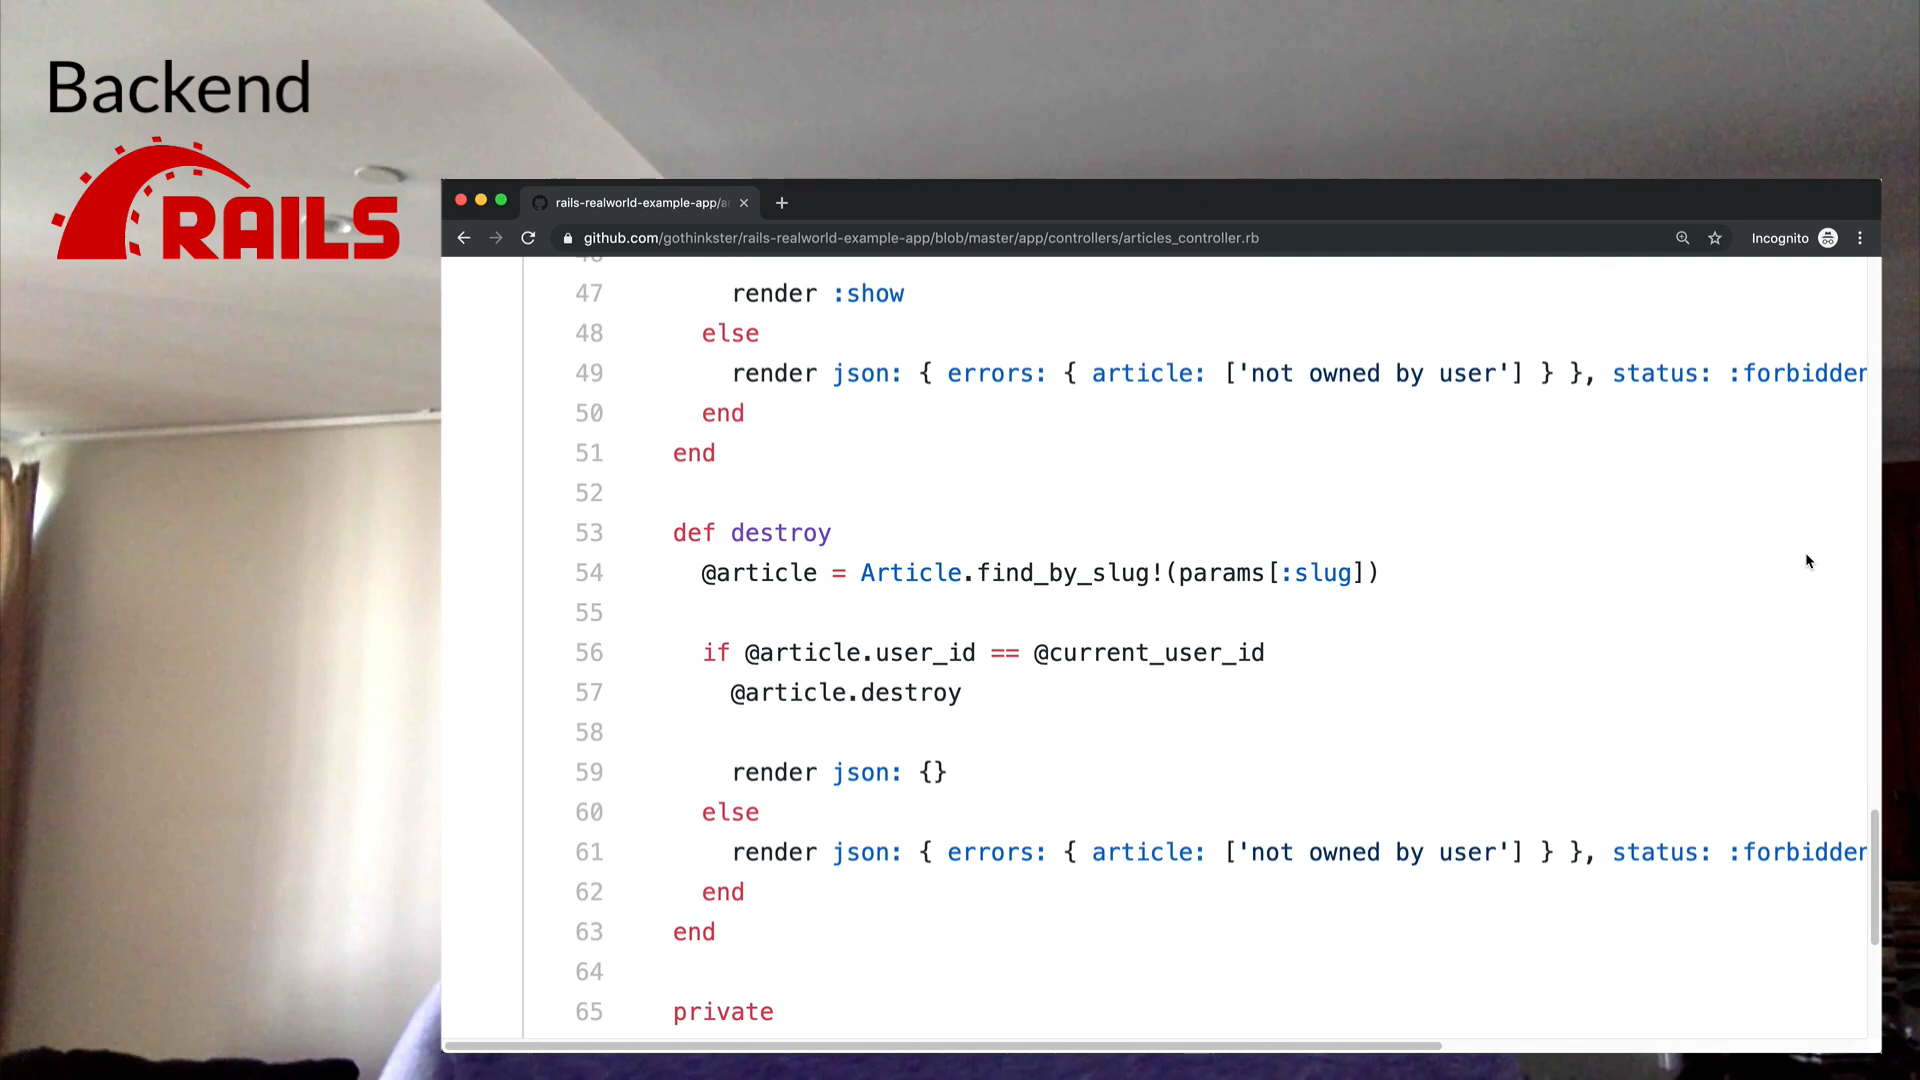 Backend
RAILS
rails-realworld-example-app/a
github.com/gothinkster/rails-realworld-example-app/blob/master/app/controllers/articles_controller.rb
Incognito
47 render :show
48 else
49 render json: { errors: { article: ['not owned by user'] } }, status: :forbidden
50 end
51 end
52
53 def destroy
54 @article = Article.find_by_slug!(params[:slug])
55
56 if @article.user_id == @current_user_id
57 @article.destroy
58
59 render json: {}
60 else
61 render json: { errors: { article: ['not owned by user'] } }, status: :forbidden
62 end
63 end
64
65 private